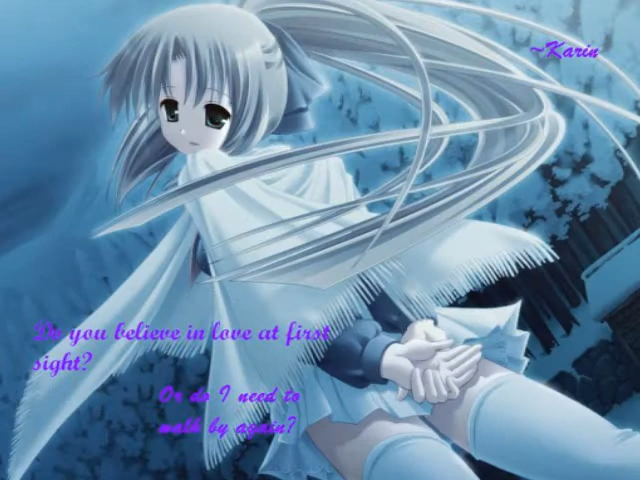 ~Karin
Do you believe in love at first
sight?
Or do I need to
walk by again?